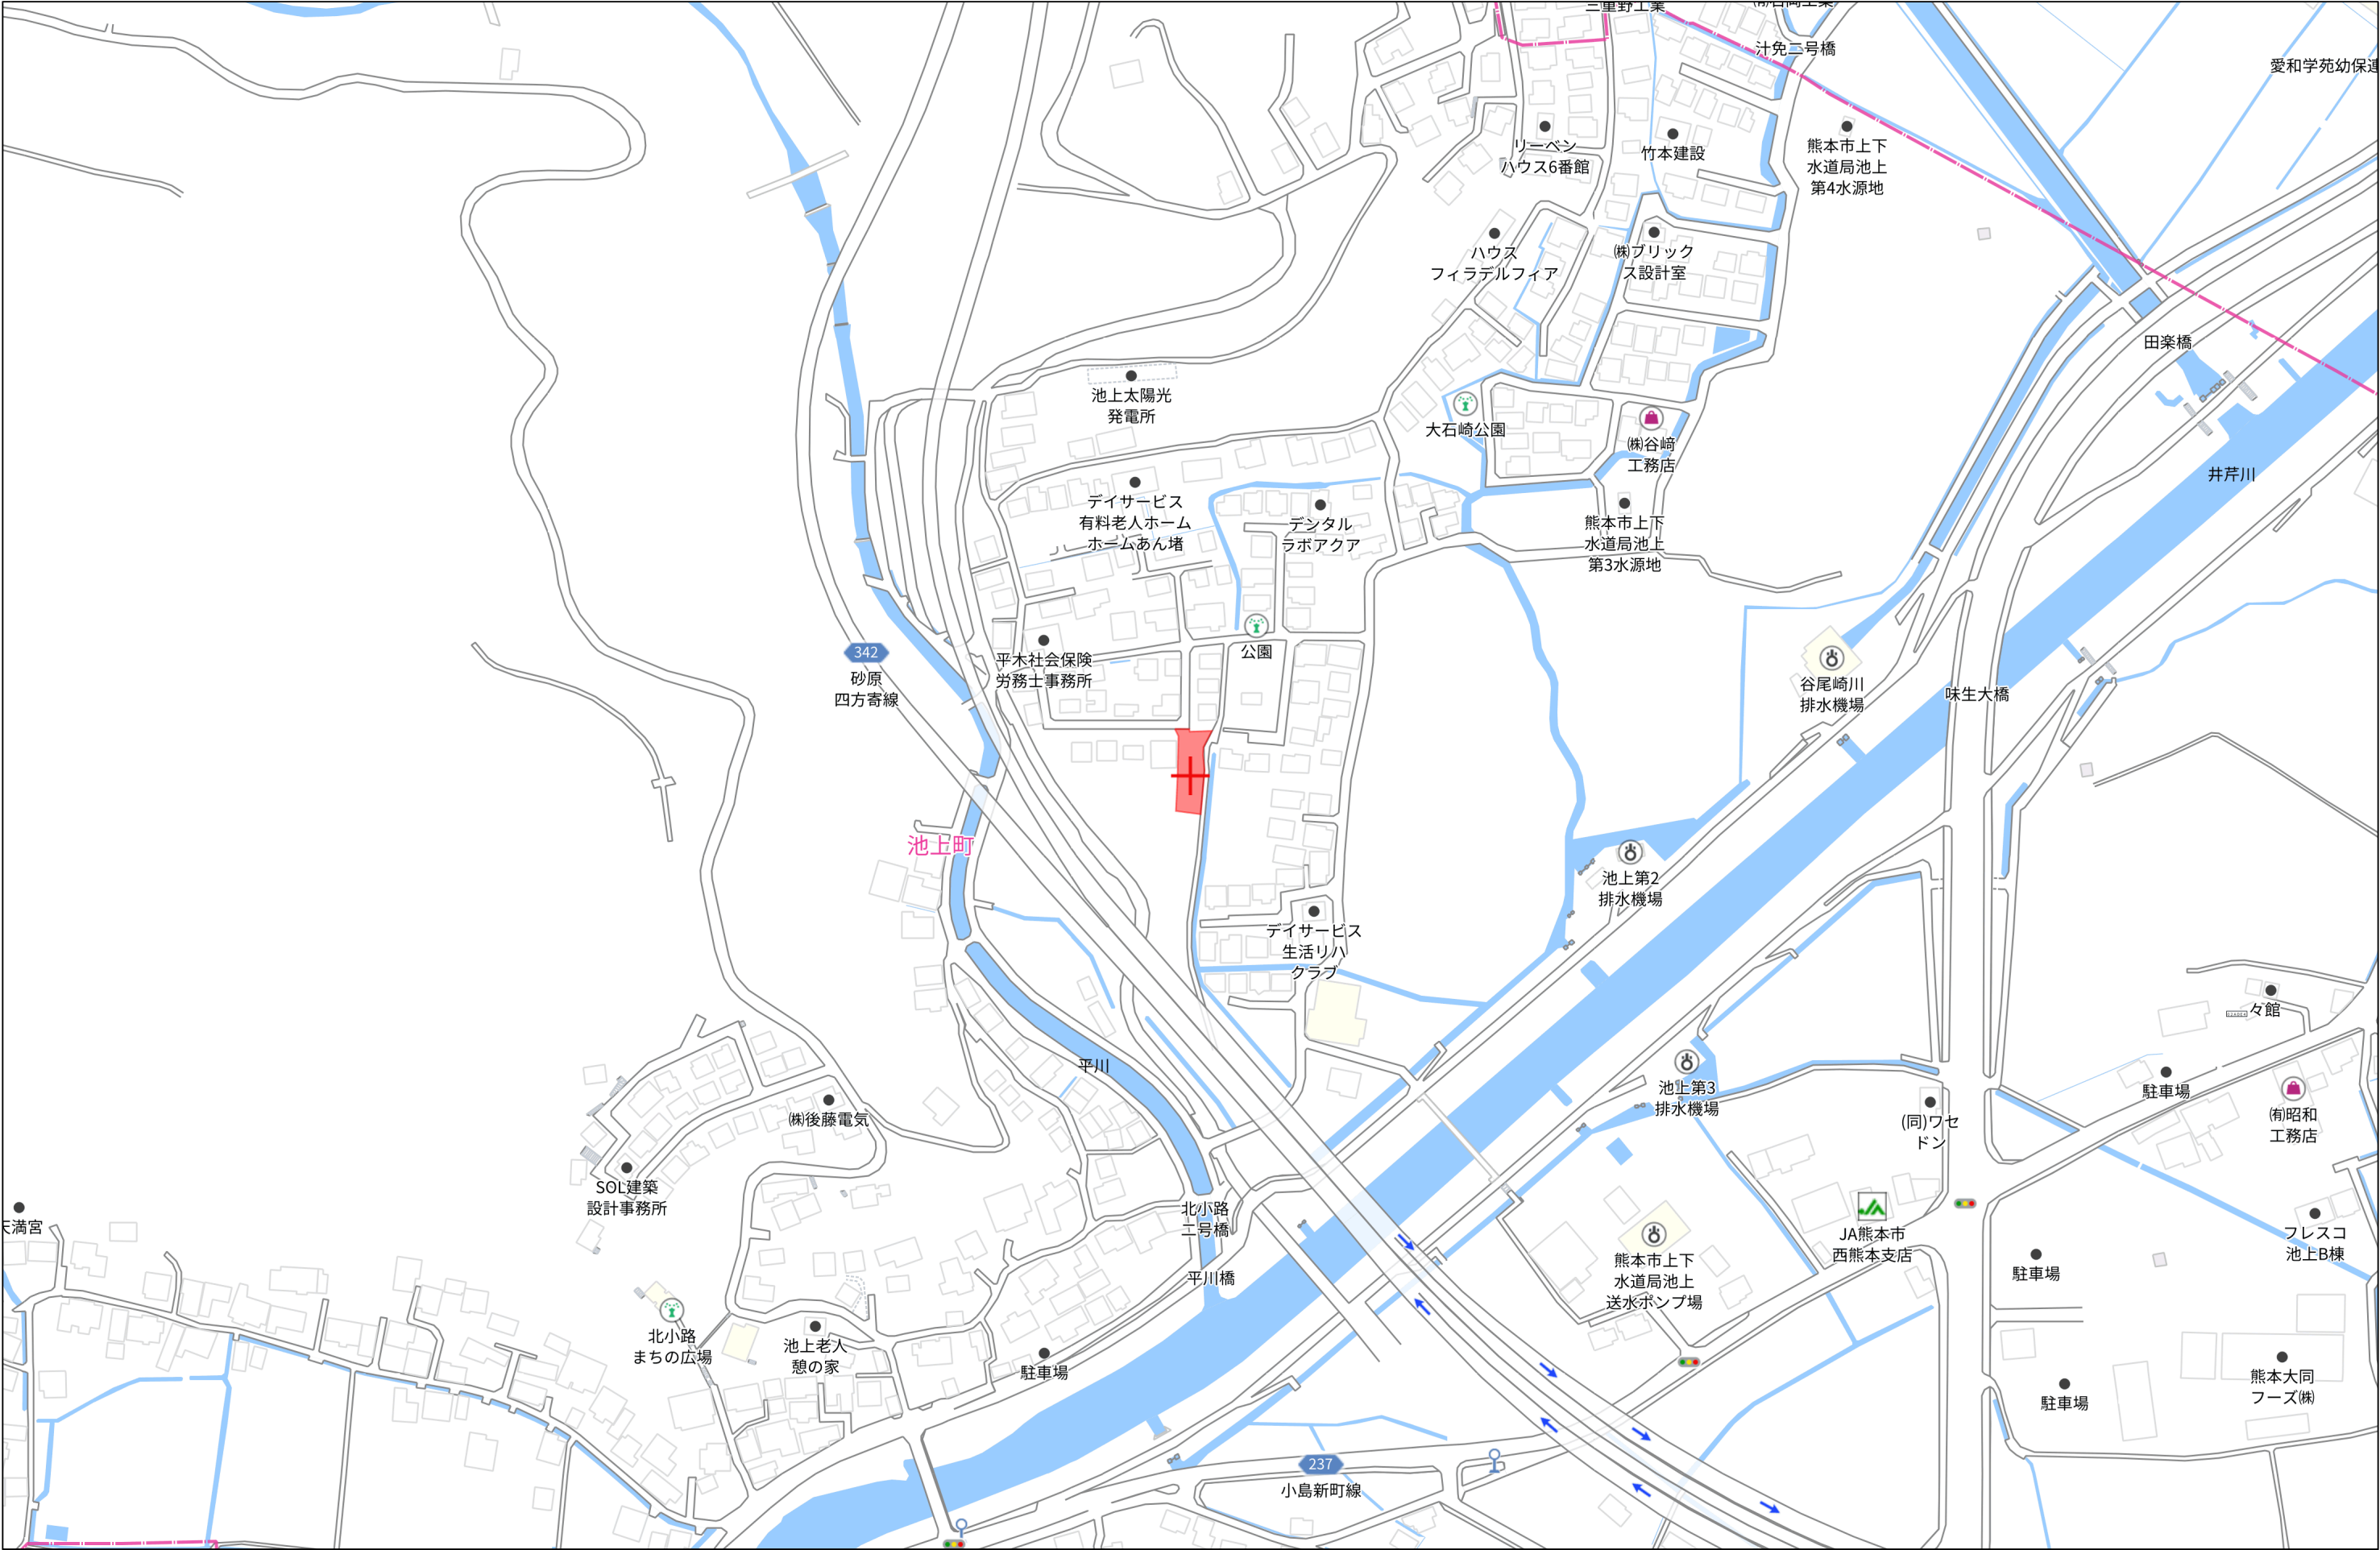 三重野工業
汁免二号橋
リーベン
ハウス6番館
竹本建設
熊本市上下
水道局池上
第4水源地
ハウス
フィラデルフィア
㈱ブリック
ス設計室
田楽橋
池上太陽光
発電所
大石崎公園
㈱谷﨑
工務店
井芹川
デイサービス
有料老人ホーム
ホームあん堵
デンタル
ラボアクア
熊本市上下
水道局池上
第3水源地
公園
342
砂原
四方寄線
平木社会保険
労務士事務所
谷尾崎川
排水機場
味生大橋
池上町
池上第2
排水機場
デイサービス
生活リハ
クラブ
々館
平川
池上第3
排水機場
駐車場
㈲昭和
工務店
㈱後藤電気
(同)ワセ
ドン
SOL建築
設計事務所
天満宮
北小路
二号橋
JA熊本市
西熊本支店
フレスコ
池上B棟
平川橋
熊本市上下
水道局池上
送水ポンプ場
駐車場
北小路
まちの広場
池上老人
憩の家
駐車場
駐車場
熊本大同
フーズ㈱
237
小島新町線